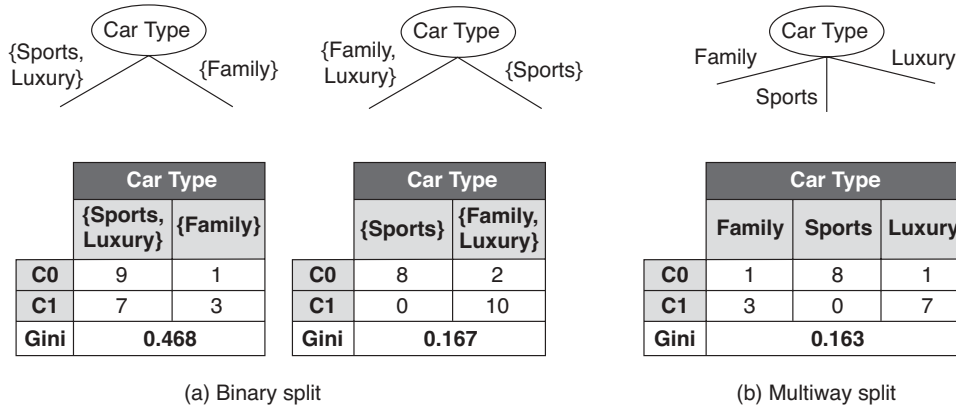 Car Type
{Sports,
Luxury}
{Family}
Car Type
{Family,
Luxury}
{Sports}
Car Type
Family
Sports
Luxury
Car Type
{Sports,
Luxury}
{Family}
C0 9 1
C1 7 3
Gini 0.468
Car Type
{Sports}
{Family,
Luxury}
C0 8 2
C1 0 10
Gini 0.167
(a) Binary split
Car Type
Family Sports Luxury
C0 1 8 1
C1 3 0 7
Gini 0.163
(b) Multiway split